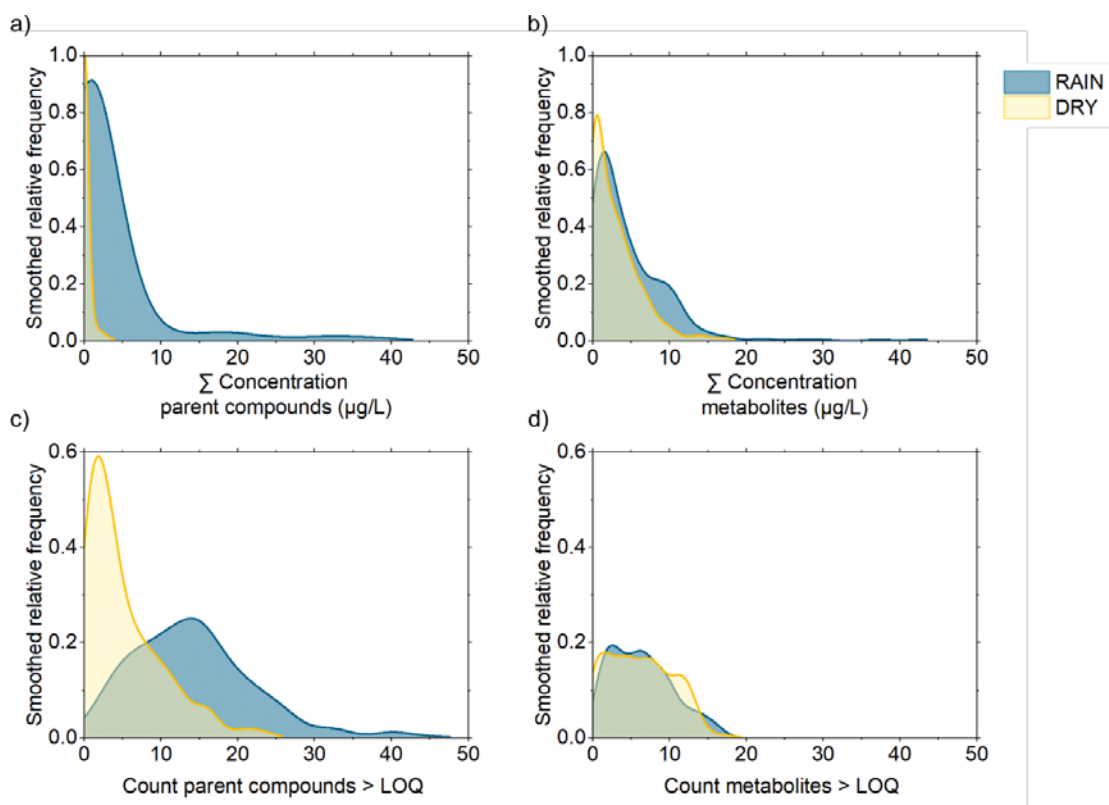 a)
b)
Smoothed relative frequency
1.0
0.8
0.6
0.4
0.2
0.0
0 10 20 30 40 50
∑ Concentration
parent compounds (µg/L)
Smoothed relative frequency
1.0
0.8
0.6
0.4
0.2
0.0
0 10 20 30 40 50
∑ Concentration
metabolites (µg/L)
RAIN
DRY
c)
d)
Smoothed relative frequency
0.6
0.4
0.2
0.0
0 10 20 30 40 50
Count parent compounds > LOQ
Smoothed relative frequency
0.6
0.4
0.2
0.0
0 10 20 30 40 50
Count metabolites > LOQ